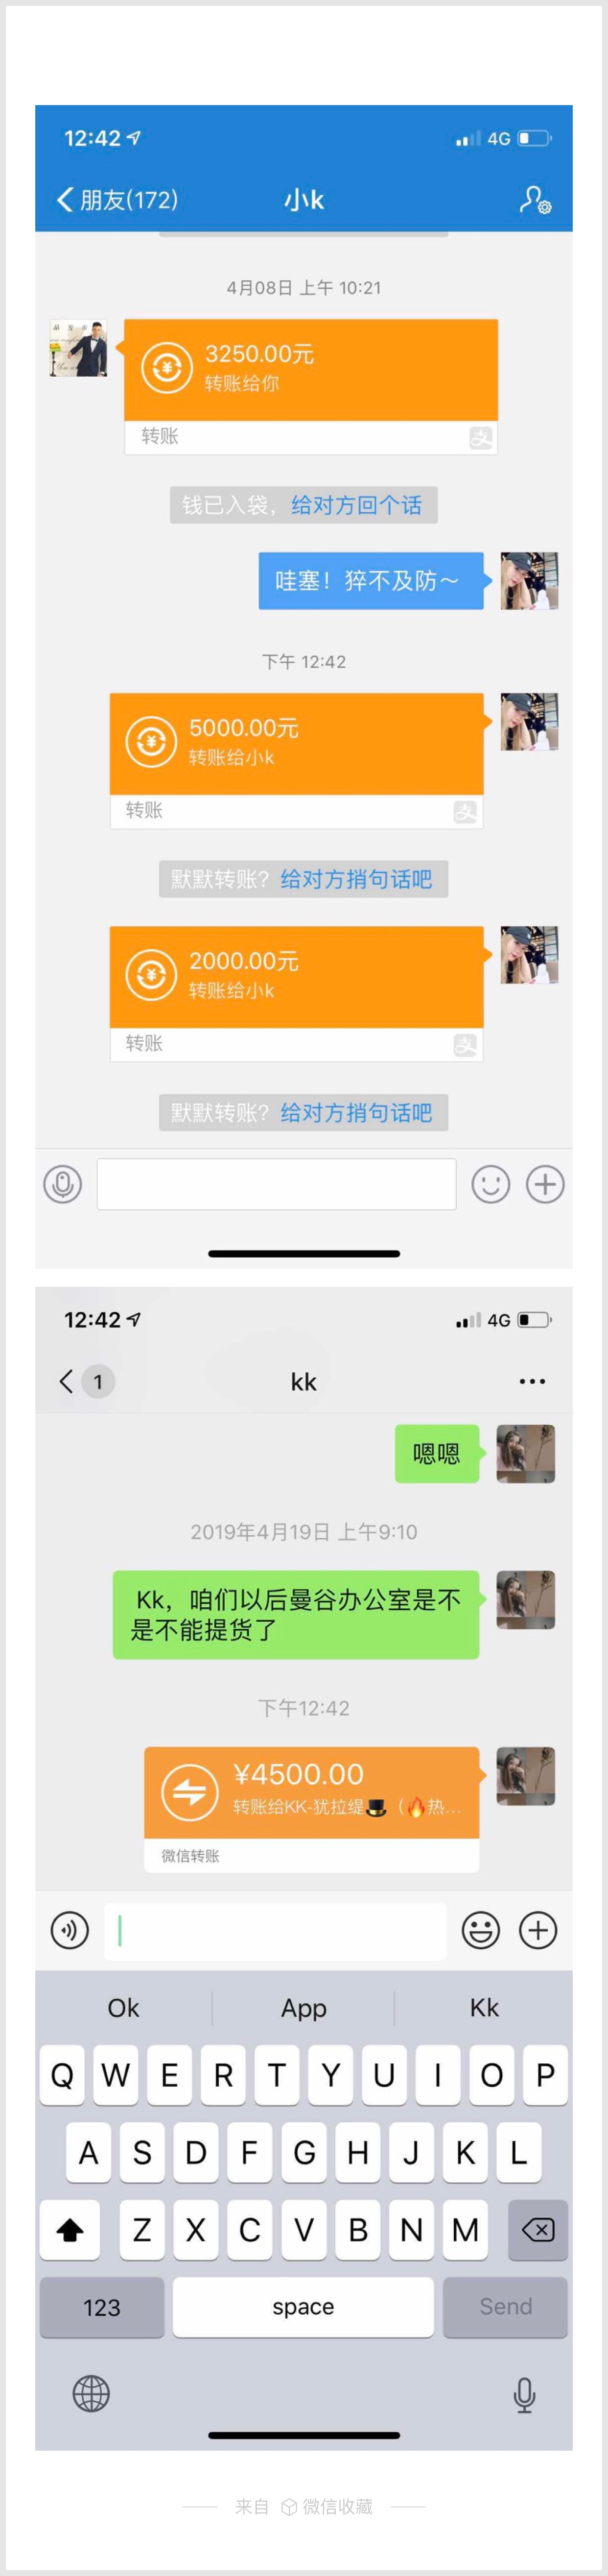 12:42
4G
朋友(172)
小k
4月08日 上午 10:21
3250.00元
转账给你
转账
支
钱已入袋，给对方回个话
哇塞！猝不及防～
下午 12:42
5000.00元
转账给小k
转账
支
默默转账？给对方捎句话吧
2000.00元
转账给小k
转账
支
默默转账？给对方捎句话吧
12:42
4G
1
kk
嗯嗯
2019年4月19日 上午9:10
Kk，咱们以后曼谷办公室是不
是不能提货了
下午12:42
¥4500.00
转账给KK-犹拉缇🎩（🔥热...
微信转账
Ok
App
Kk
Q W E R T Y U I O P
A S D F G H J K L
Z X C V B N M
123
space
Send
来自 微信收藏